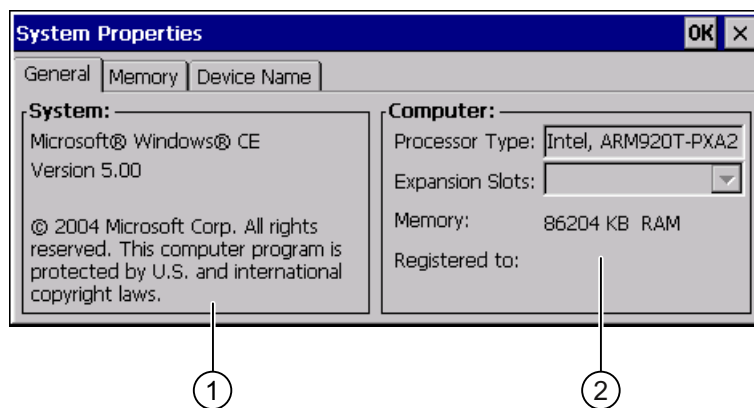 System Properties OK ×
General Memory Device Name
System:
Microsoft® Windows® CE
Version 5.00
© 2004 Microsoft Corp. All rights
reserved. This computer program is
protected by U.S. and international
copyright laws.
Computer:
Processor Type: Intel, ARM920T-PXA2
Expansion Slots:
Memory: 86204 KB RAM
Registered to:
1 2